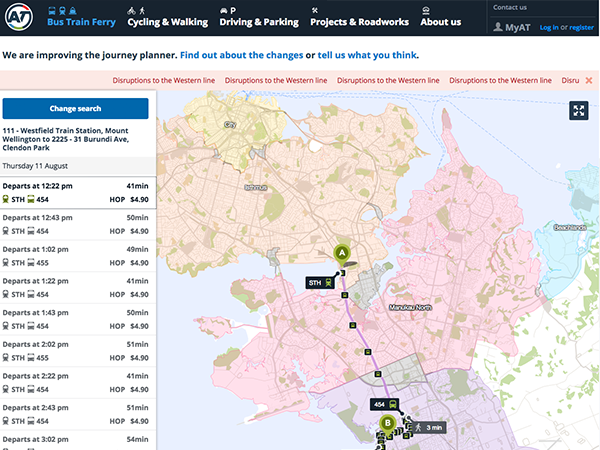 AT
Bus Train Ferry
Cycling & Walking
Driving & Parking
Projects & Roadworks
About us
Contact us
MyAT
Log in or register
We are improving the journey planner. Find out about the changes or tell us what you think.
Disruptions to the Western line Disruptions to the Western line Disruptions to the Western line Disruptions to the Western line Disru
Change search
111 - Westfield Train Station, Mount
Wellington to 2225 - 31 Burundi Ave,
Clendon Park
Thursday 11 August
Departs at 12:22 pm 41min
STH 454 HOP $4.90
Departs at 12:43 pm 50min
STH 454 HOP $4.90
Departs at 1:02 pm 49min
STH 455 HOP $4.90
Departs at 1:22 pm 41min
STH 454 HOP $4.90
Departs at 1:43 pm 50min
STH 454 HOP $4.90
Departs at 2:02 pm 51min
STH 455 HOP $4.90
Departs at 2:22 pm 41min
STH 454 HOP $4.90
Departs at 2:43 pm 51min
STH 454 HOP $4.90
Departs at 3:02 pm 54min
City
Isthmus
Beachlands
A
STH
Manukau North
454
B
3 min